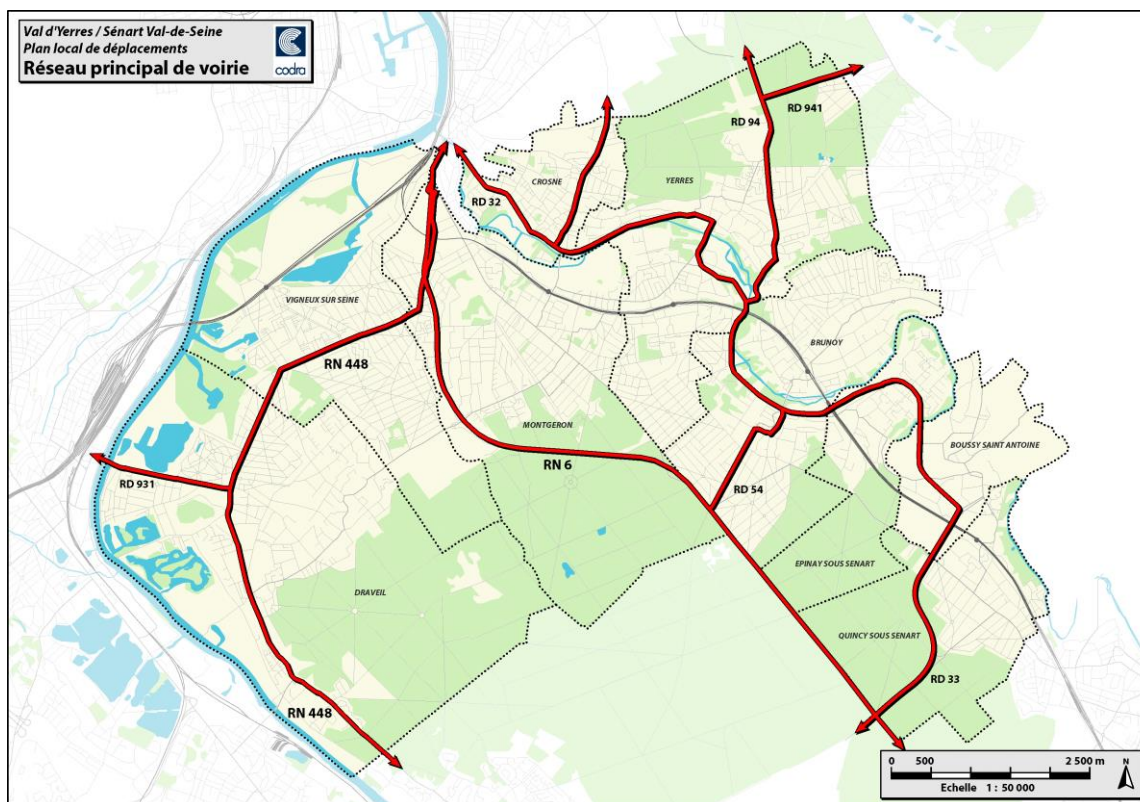 Val d'Yerres / Sénart Val-de-Seine
Plan local de déplacements
Réseau principal de voirie
codra
RD 94
RD 941
CROSNE
YERRES
RD 32
VIGNEUX SUR SEINE
BRUNOY
RN 448
MONTGERON
BOUSSY SAINT ANTOINE
RN 6
RD 931
RD 54
EPINAY SOUS SENART
DRAVEIL
QUINCY SOUS SENART
RD 33
RN 448
0 500 2 500 m
N
Echelle 1 : 50 000